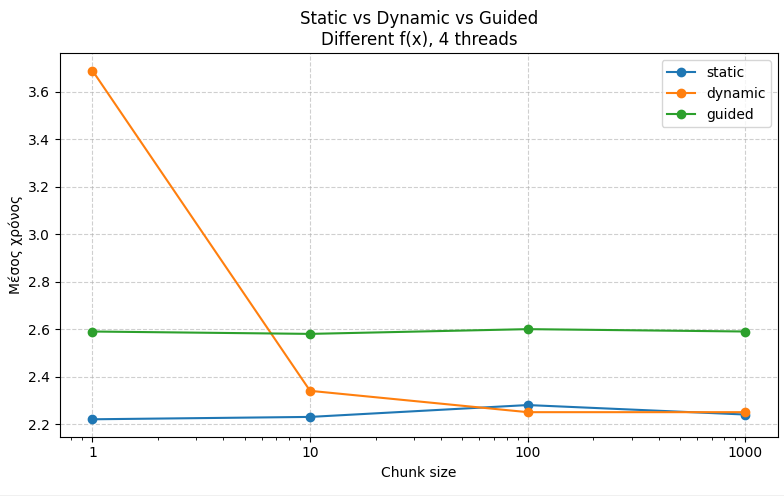 Static vs Dynamic vs Guided
Different f(x), 4 threads
static
dynamic
guided
Μέσος χρόνος
3.6
3.4
3.2
3.0
2.8
2.6
2.4
2.2
1
10
100
1000
Chunk size